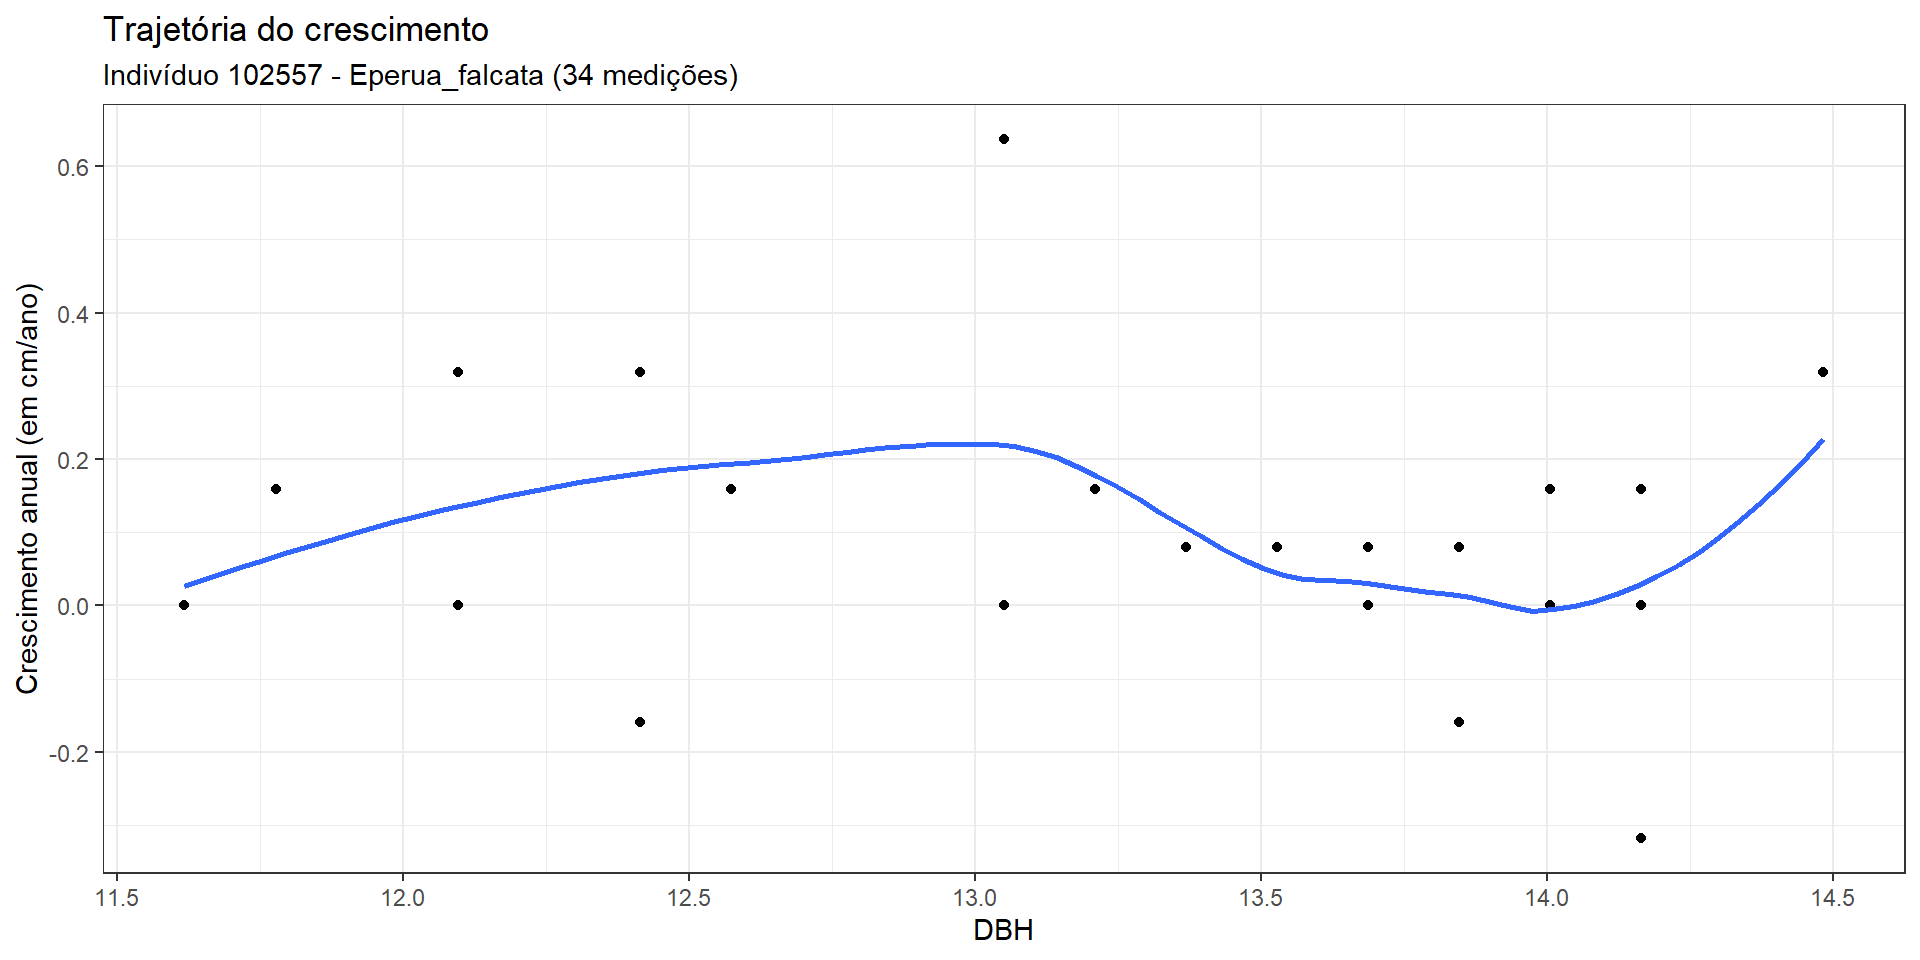 Trajetória do crescimento
Indivíduo 102557 - Eperua_falcata (34 medições)
Crescimento anual (em cm/ano)
0.6
0.4
0.2
0.0
-0.2
11.5 12.0 12.5 13.0 13.5 14.0 14.5
DBH